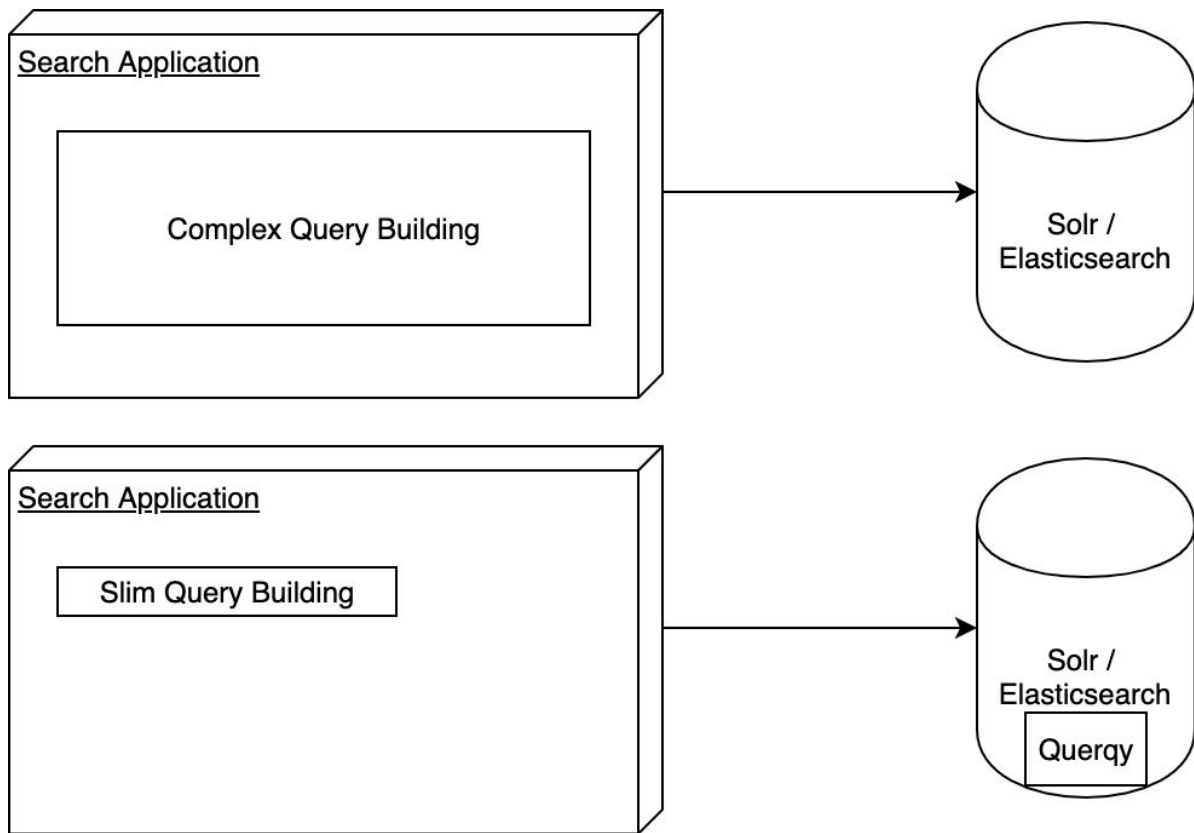 Search Application
Complex Query Building
Solr /
Elasticsearch
Search Application
Slim Query Building
Solr /
Elasticsearch
Querqy